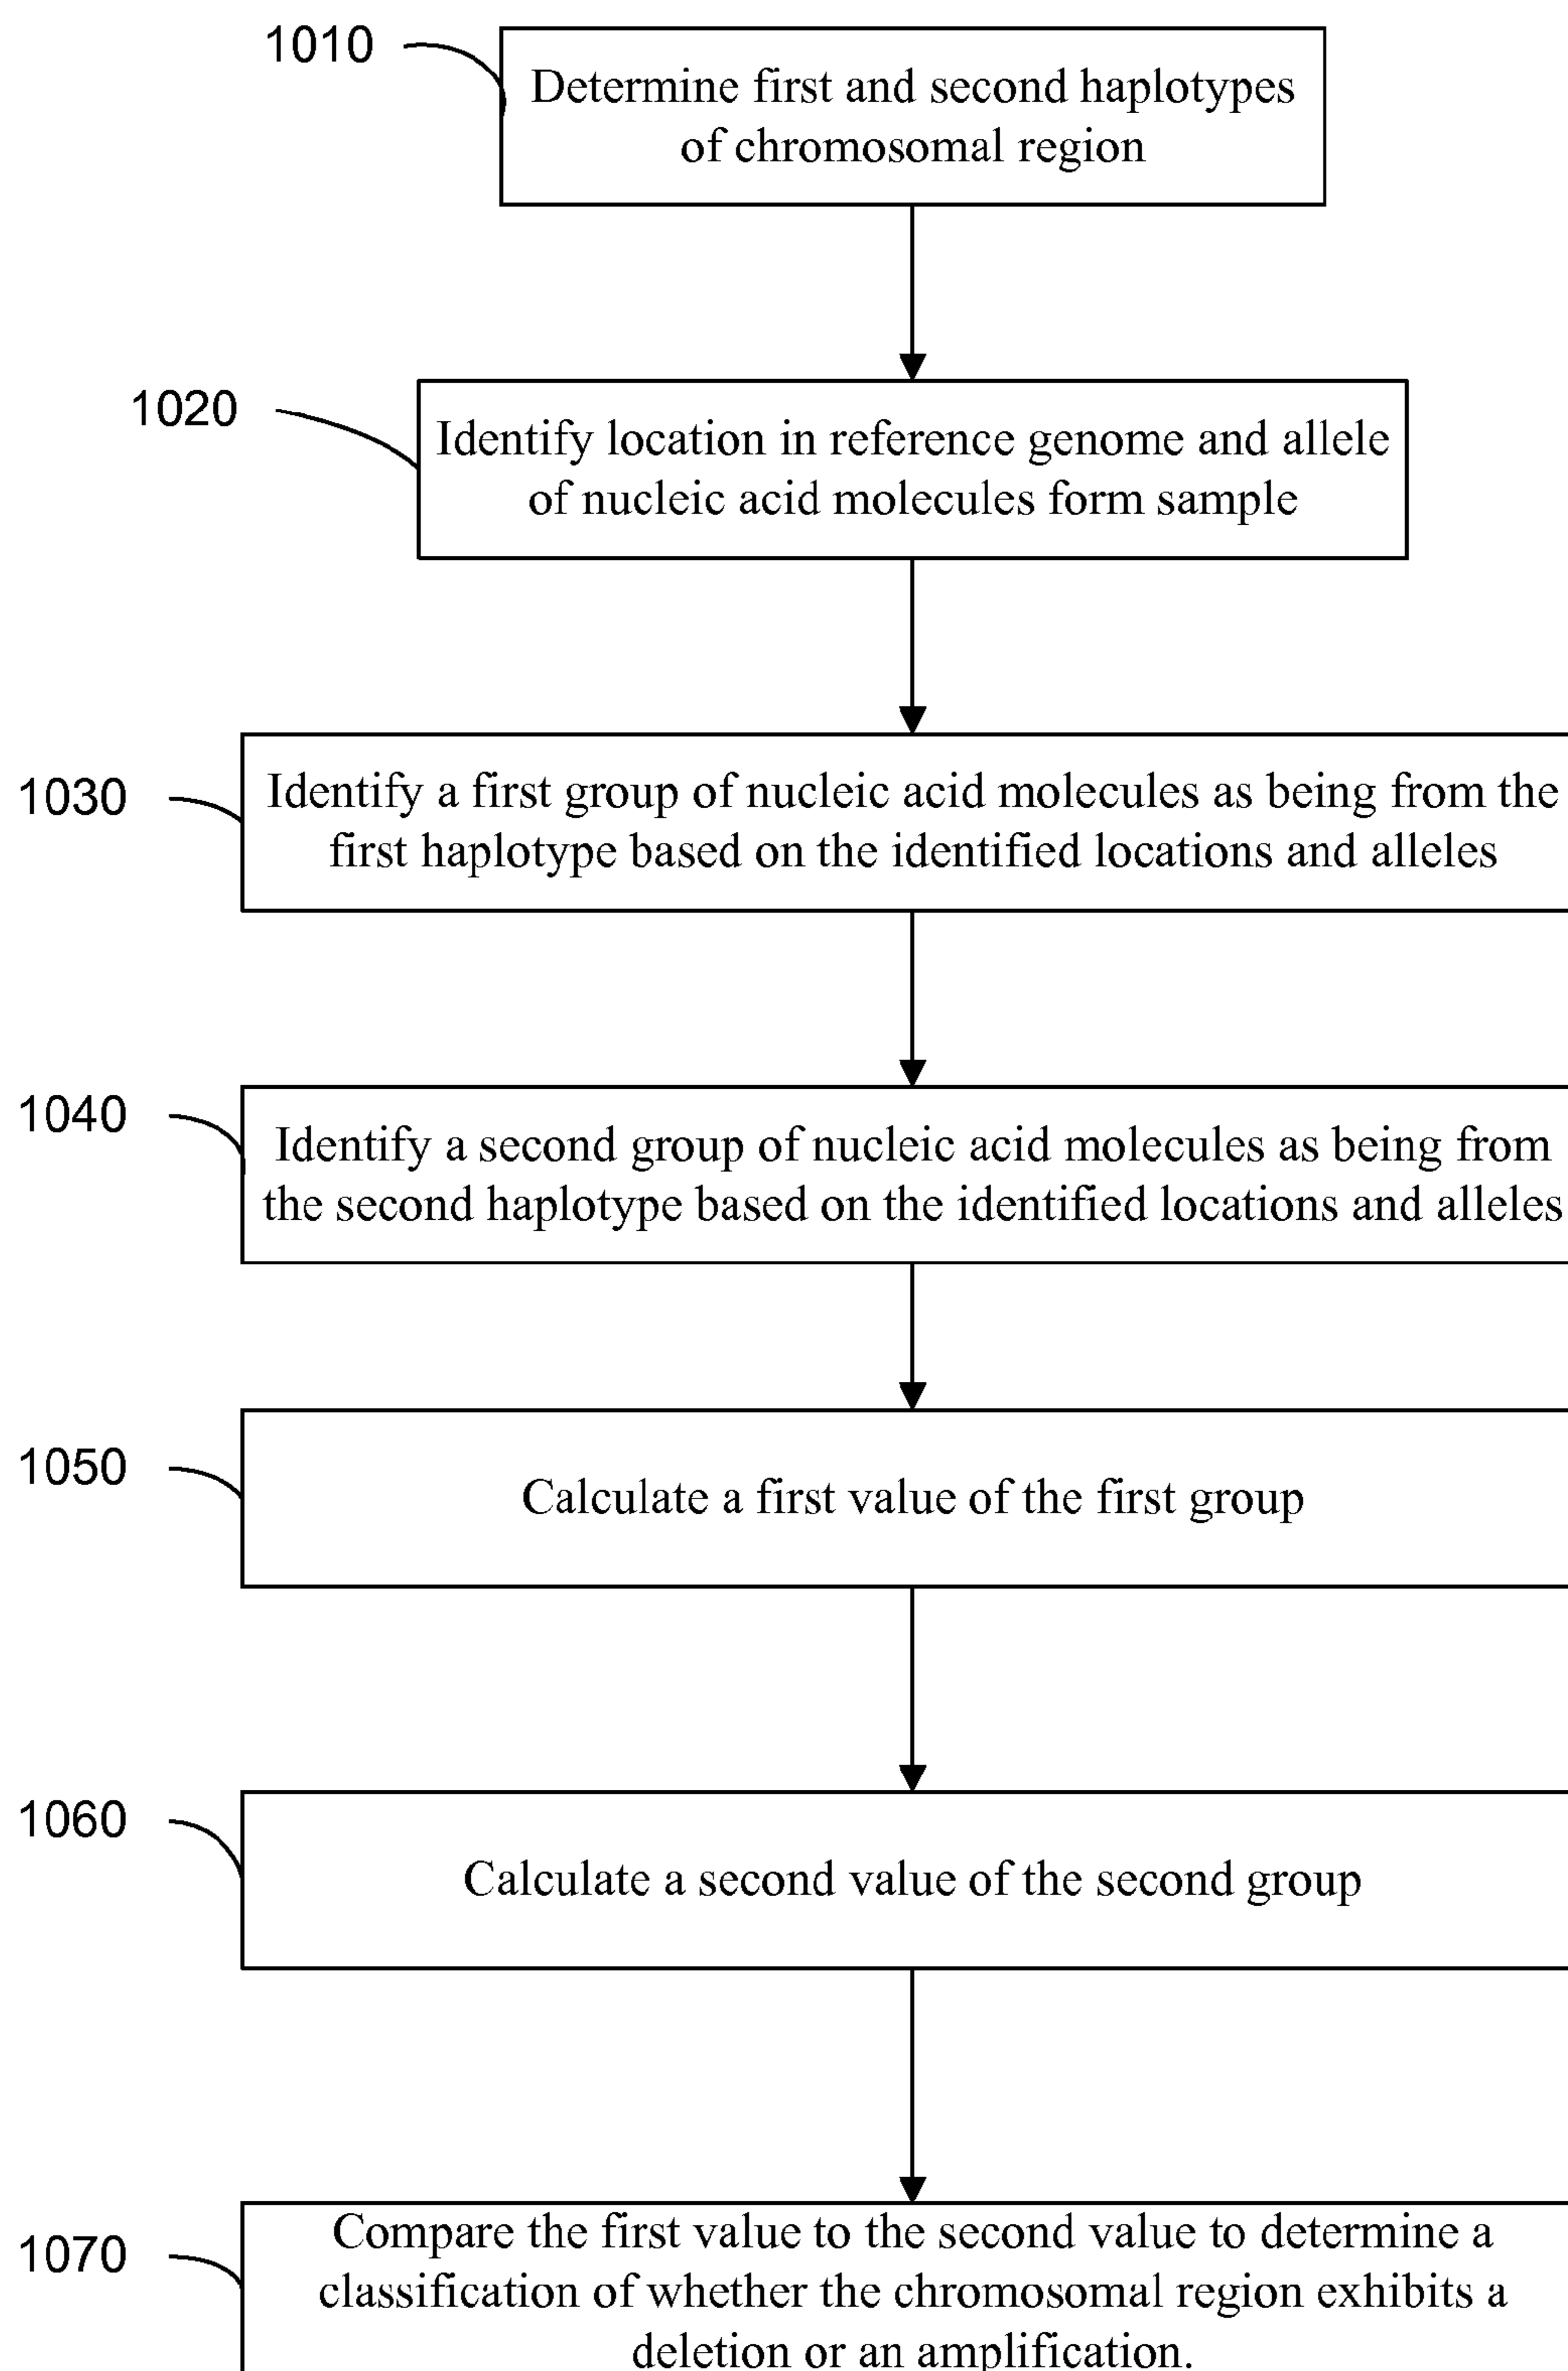 1010
Determine first and second haplotypes
of chromosomal region
1020
Identify location in reference genome and allele
of nucleic acid molecules form sample
1030
Identify a first group of nucleic acid molecules as being from the
first haplotype based on the identified locations and alleles
1040
Identify a second group of nucleic acid molecules as being from
the second haplotype based on the identified locations and alleles
1050
Calculate a first value of the first group
1060
Calculate a second value of the second group
1070
Compare the first value to the second value to determine a
classification of whether the chromosomal region exhibits a
deletion or an amplification.